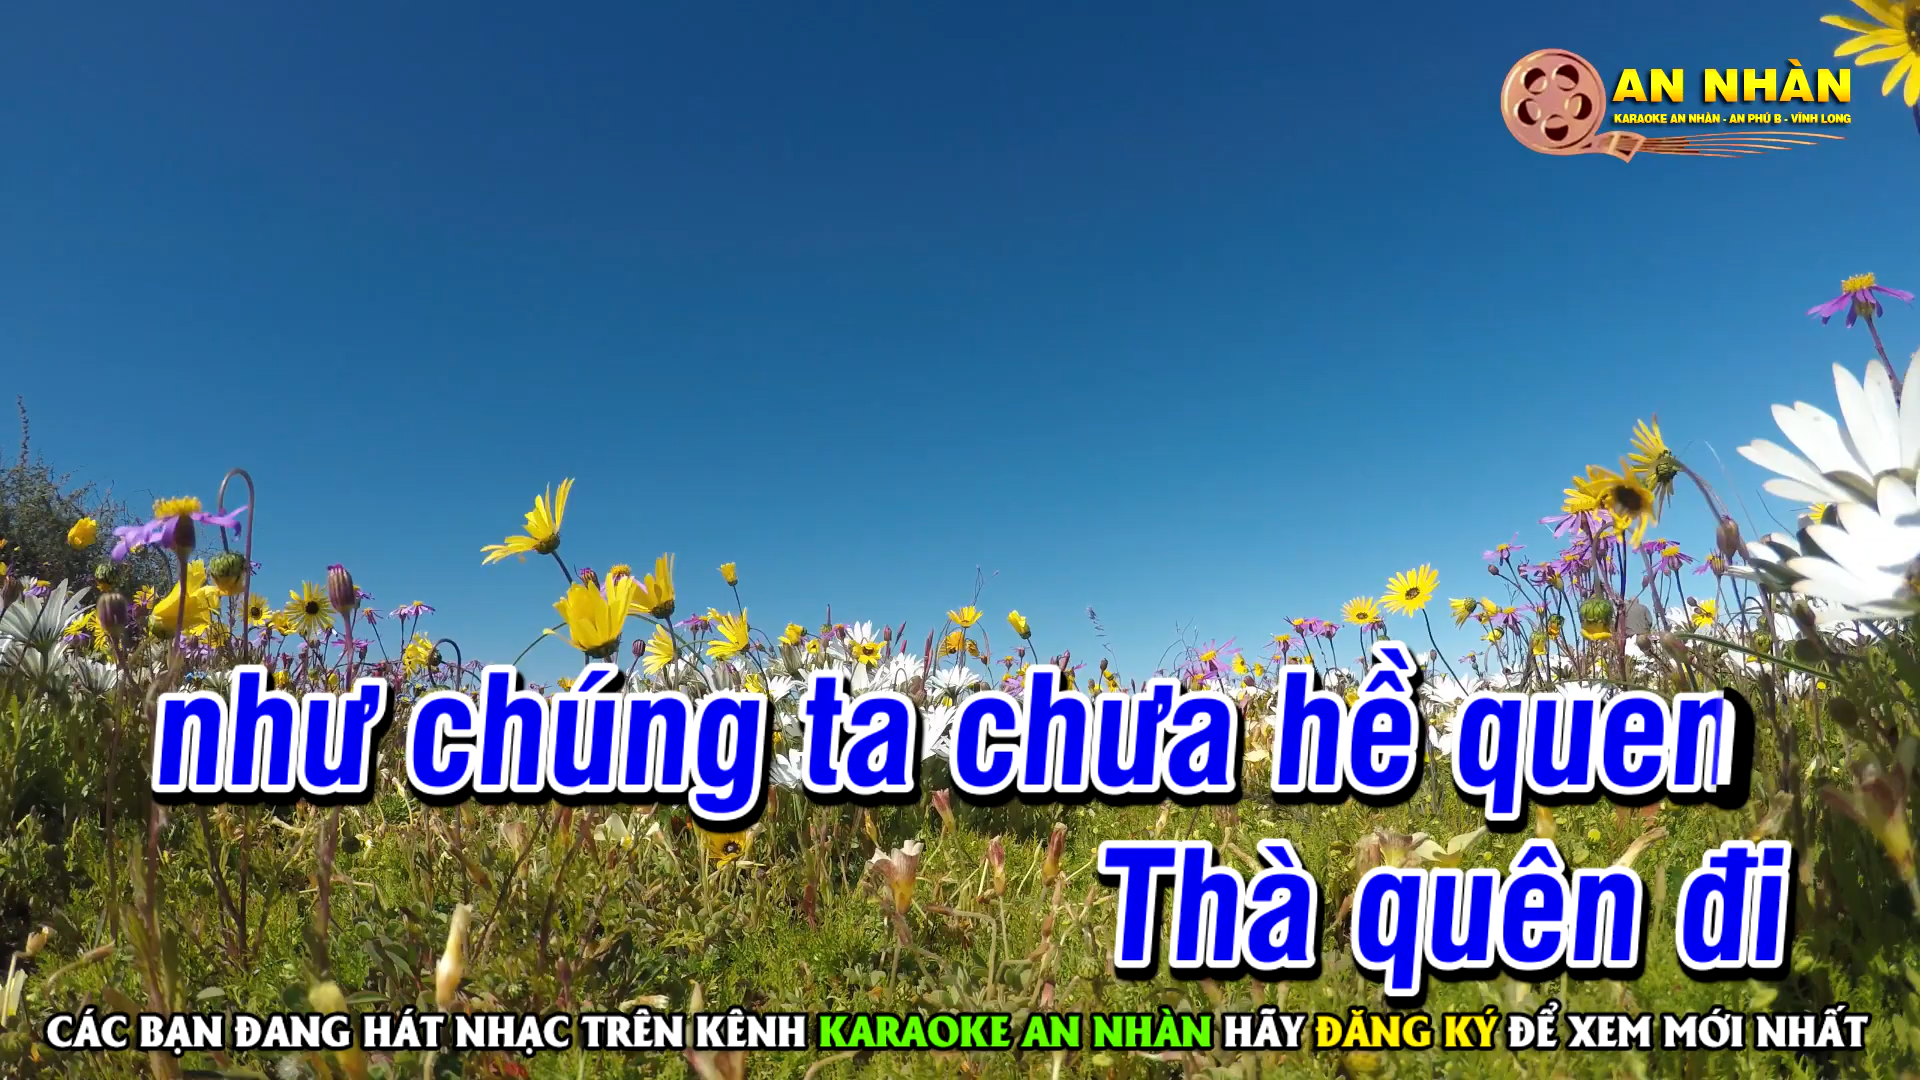 AN NHÀN
KARAOKE AN NHÀN - AN PHÚ B - VĨNH LONG
như chúng ta chưa hề quen
Thà quên đi
CÁC BẠN ĐANG HÁT NHẠC TRÊN KÊNH KARAOKE AN NHÀN HÃY ĐĂNG KÝ ĐỂ XEM MỚI NHẤT